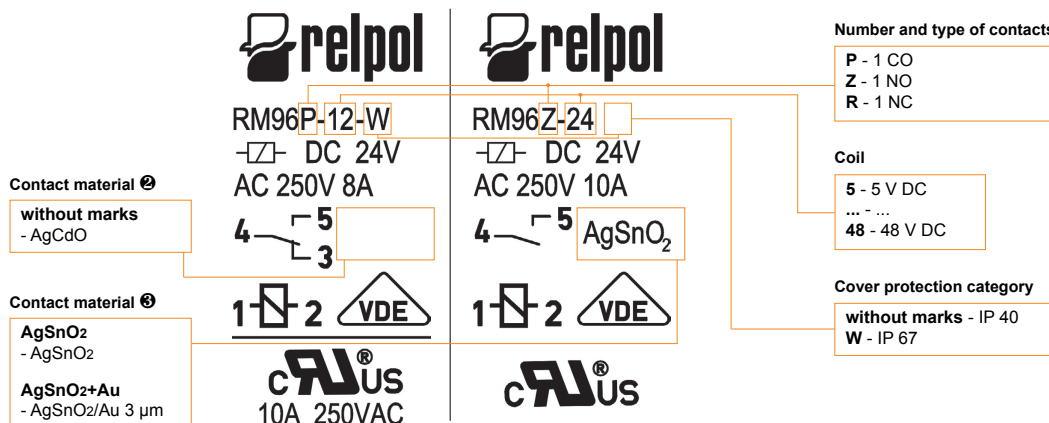 relpol
RM96P-12-W
DC 24V
AC 250V 8A
4 5
3
1 2 VDE
cRU®US
10A 250VAC
relpol
RM96Z-24
DC 24V
AC 250V 10A
4 5 AgSnO2
1 2 VDE
cRU®US
Contact material ❷
without marks
- AgCdO
Contact material ❸
AgSnO2
- AgSnO2
AgSnO2+Au
- AgSnO2/Au 3 μm
Number and type of contacts
P - 1 CO
Z - 1 NO
R - 1 NC
Coil
5 - 5 V DC
... - ...
48 - 48 V DC
Cover protection category
without marks - IP 40
W - IP 67